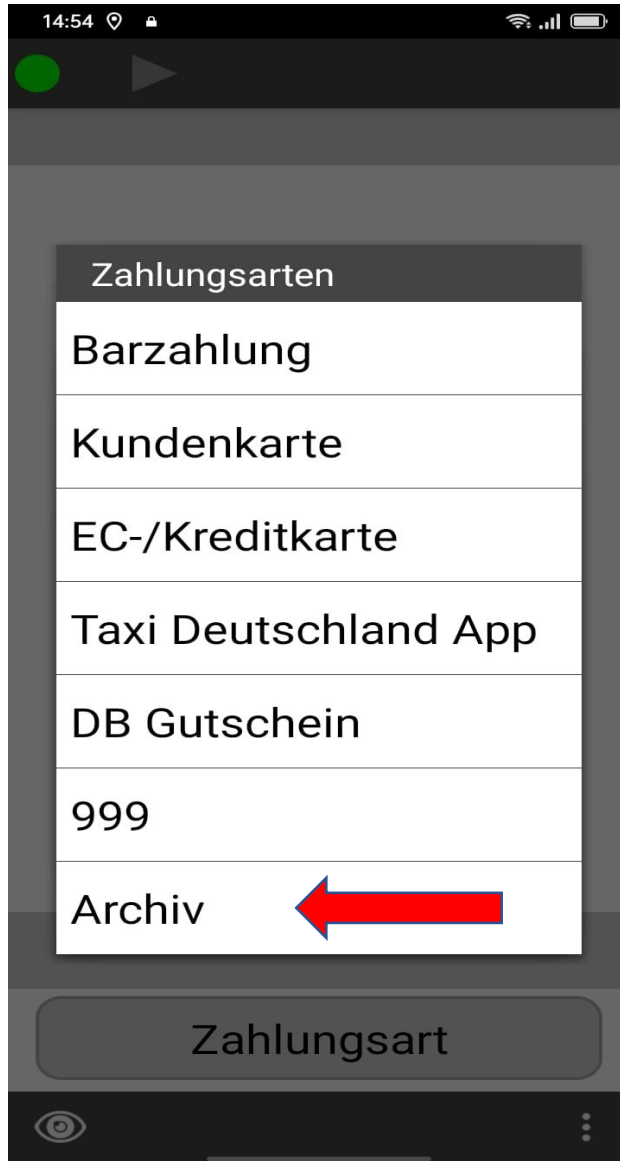 14:54
Zahlungsarten
Barzahlung
Kundenkarte
EC-/Kreditkarte
Taxi Deutschland App
DB Gutschein
999
Archiv
Zahlungsart